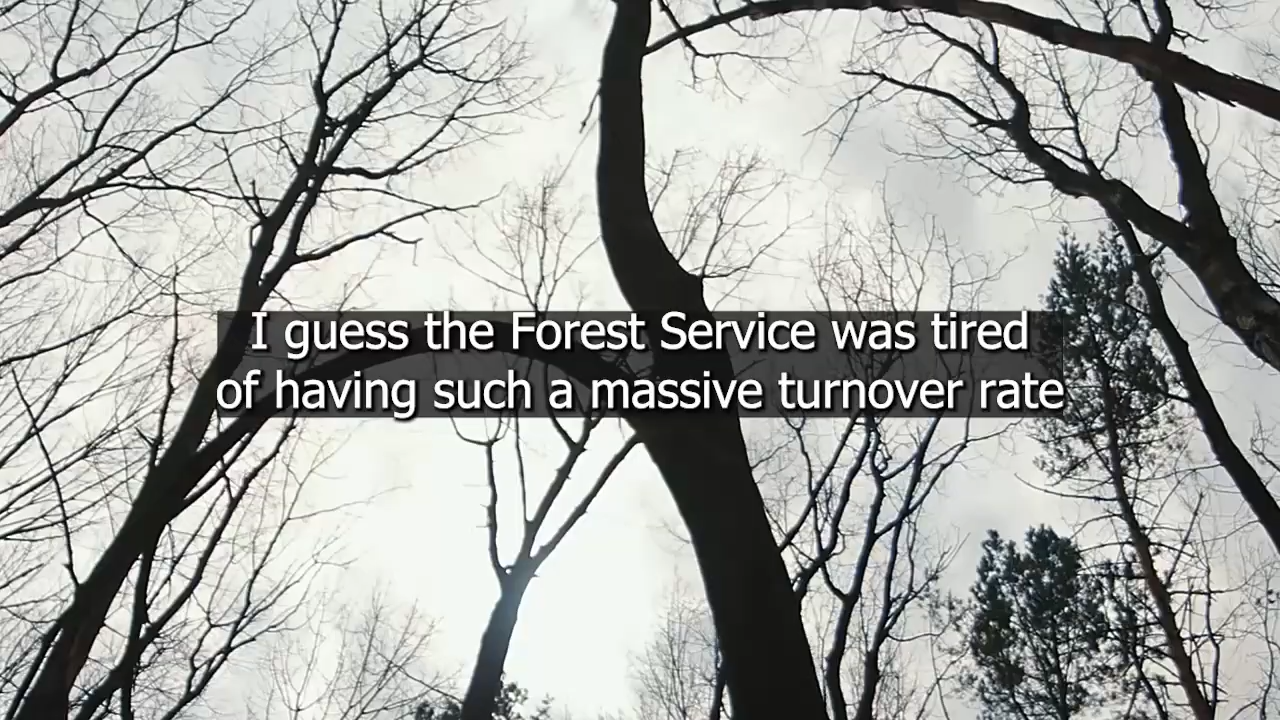 I guess the Forest Service was tired
of having such a massive turnover rate